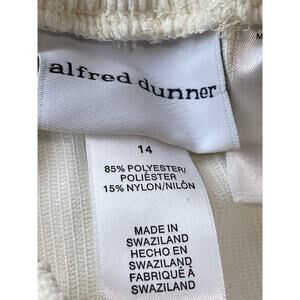 alfred dunner
M
14
85% POLYESTER/
POLIÉSTER
15% NYLON/NILÓN
MADE IN
SWAZILAND
HECHO EN
SWAZILAND
FABRIQUÉ À
SWAZILAND